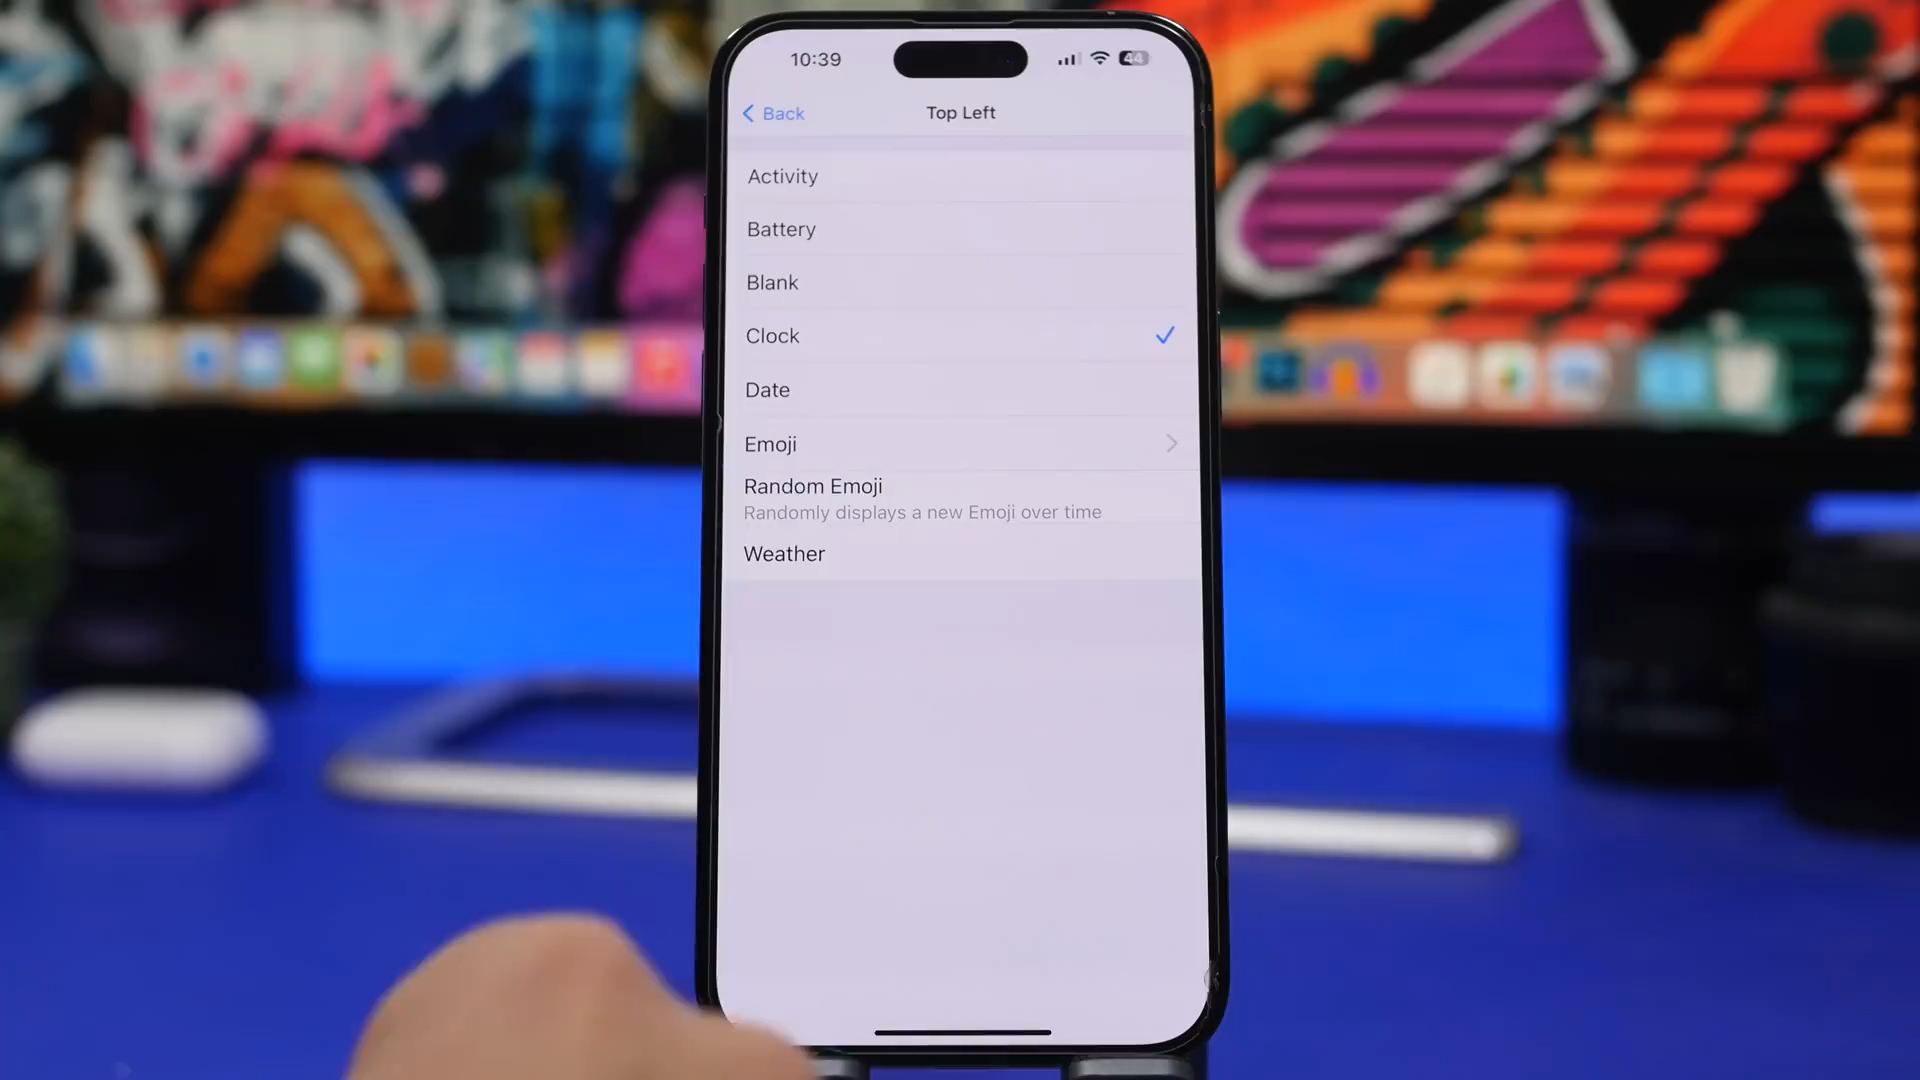 10:39
44
Back
Top Left
Activity
Battery
Blank
Clock
Date
Emoji
Random Emoji
Randomly displays a new Emoji over time
Weather